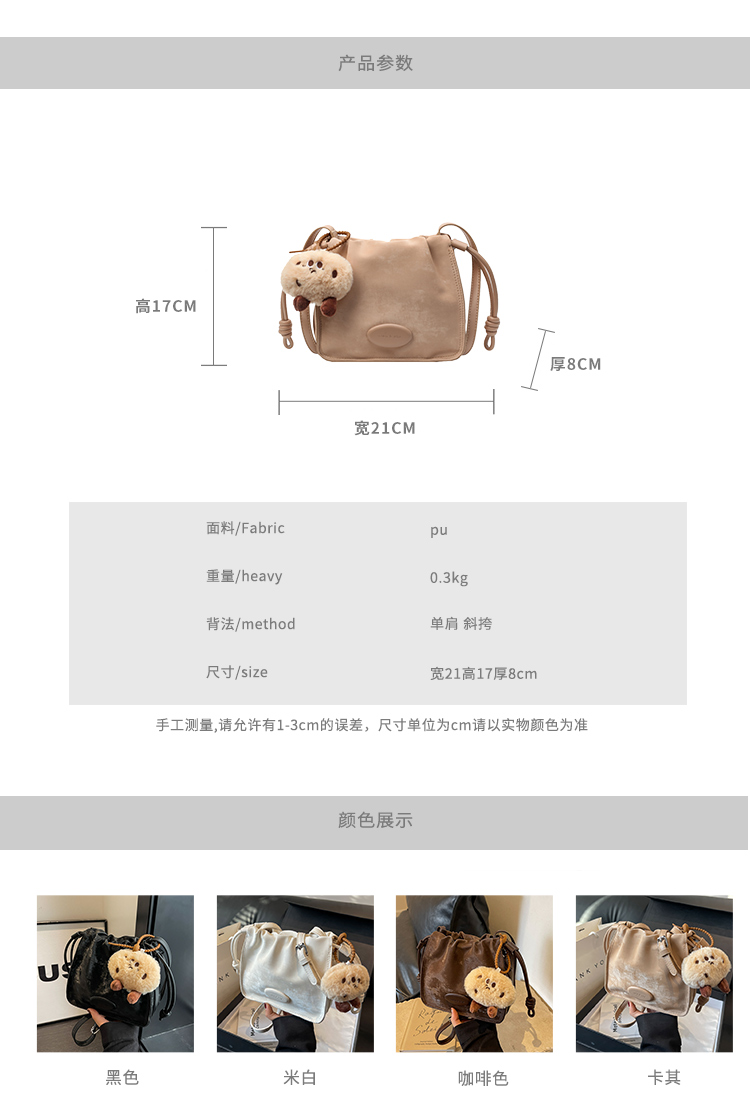 产品参数
高17CM
厚8CM
宽21CM
面料/Fabric
pu
重量/heavy
0.3kg
背法/method
单肩 斜挎
尺寸/size
宽21高17厚8cm
手工测量,请允许有1-3cm的误差，尺寸单位为cm请以实物颜色为准
颜色展示
黑色
米白
咖啡色
卡其